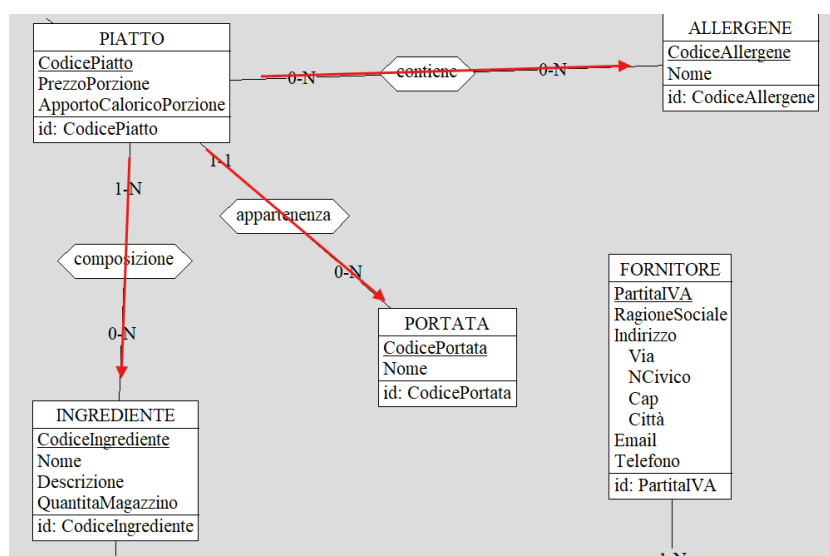 PIATTO
CodicePiatto
PrezzoPorzione
ApportoCaloricoPorzione
id: CodicePiatto
0-N
contiene
0-N
ALLERGENE
CodiceAllergene
Nome
id: CodiceAllergene
1-N
1-1
appartenenza
composizione
0-N
0-N
PORTATA
CodicePortata
Nome
id: CodicePortata
FORNITORE
PartitaIVA
RagioneSociale
Indirizzo
Via
NCivico
Cap
Città
Email
Telefono
id: PartitaIVA
1-N
INGREDIENTE
CodiceIngrediente
Nome
Descrizione
QuantitaMagazzino
id: CodiceIngrediente